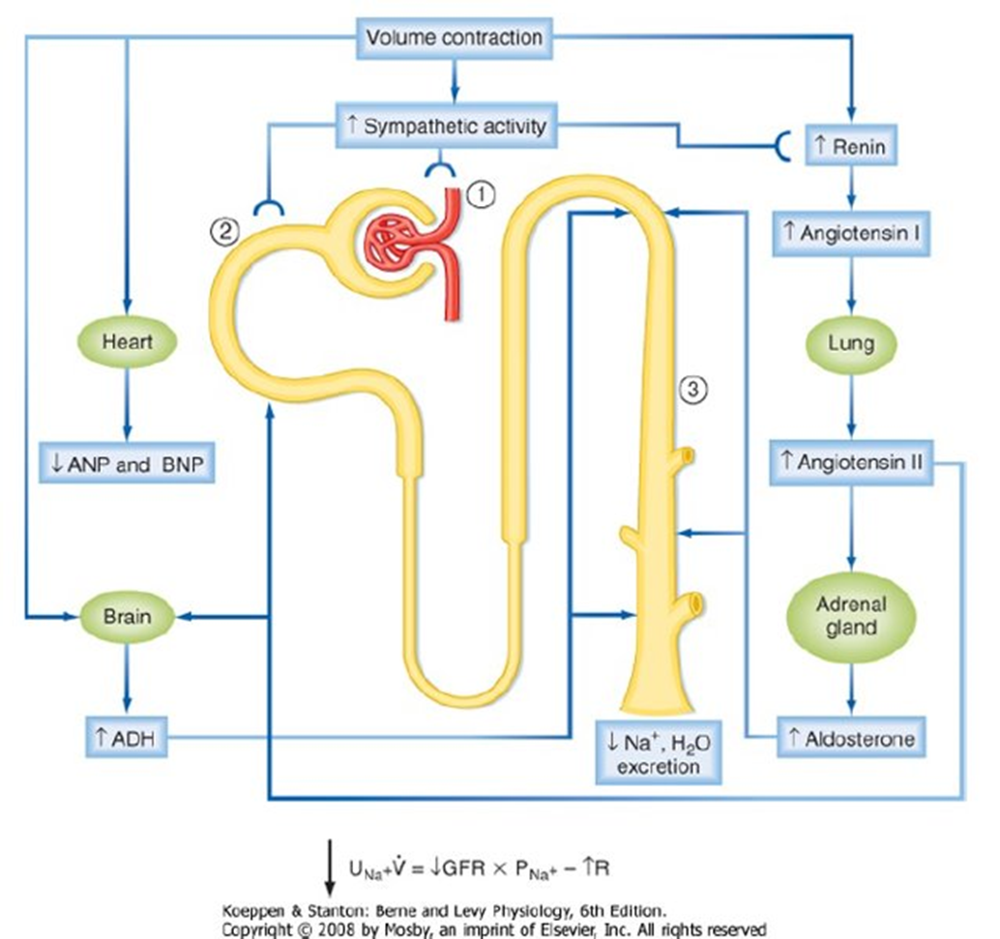 Volume contraction
↑ Sympathetic activity
↑ Renin
①
②
↑ Angiotensin I
Heart
Lung
③
↓ ANP and BNP
↑ Angiotensin II
Brain
Adrenal
gland
↑ ADH
↓ Na⁺, H₂O
excretion
↑ Aldosterone
↓ U_Na⁺V̇ = ↓GFR × P_Na⁺ – ↑R
Koeppen & Stanton: Berne and Levy Physiology, 6th Edition.
Copyright © 2008 by Mosby, an imprint of Elsevier, Inc. All rights reserved